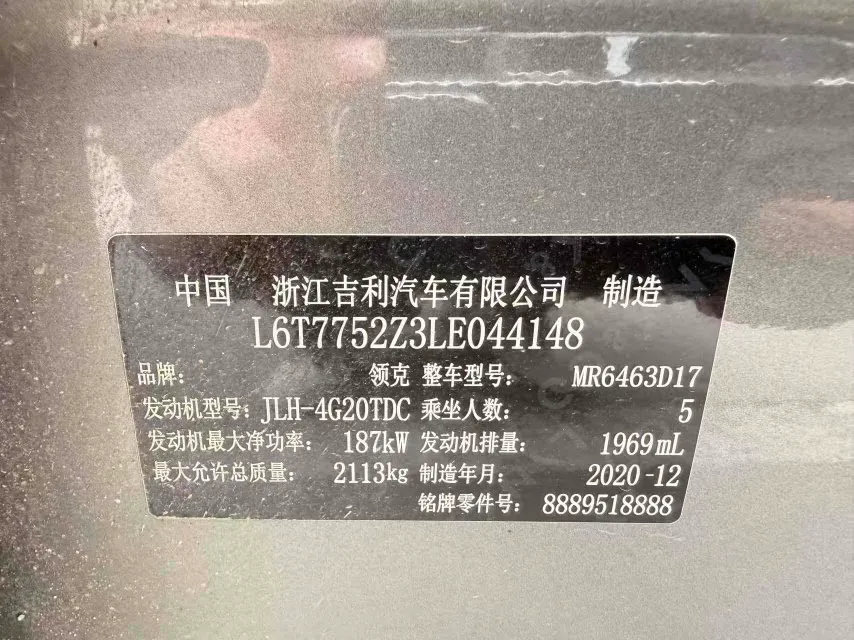 中国 浙江吉利汽车有限公司 制造
L6T7752Z3LE044148
品牌: 领克 整车型号: MR6463D17
发动机型号: JLH-4G20TDC 乘坐人数: 5
发动机最大净功率: 187kW 发动机排量: 1969mL
最大允许总质量: 2113kg 制造年月: 2020-12
铭牌零件号: 8889518888